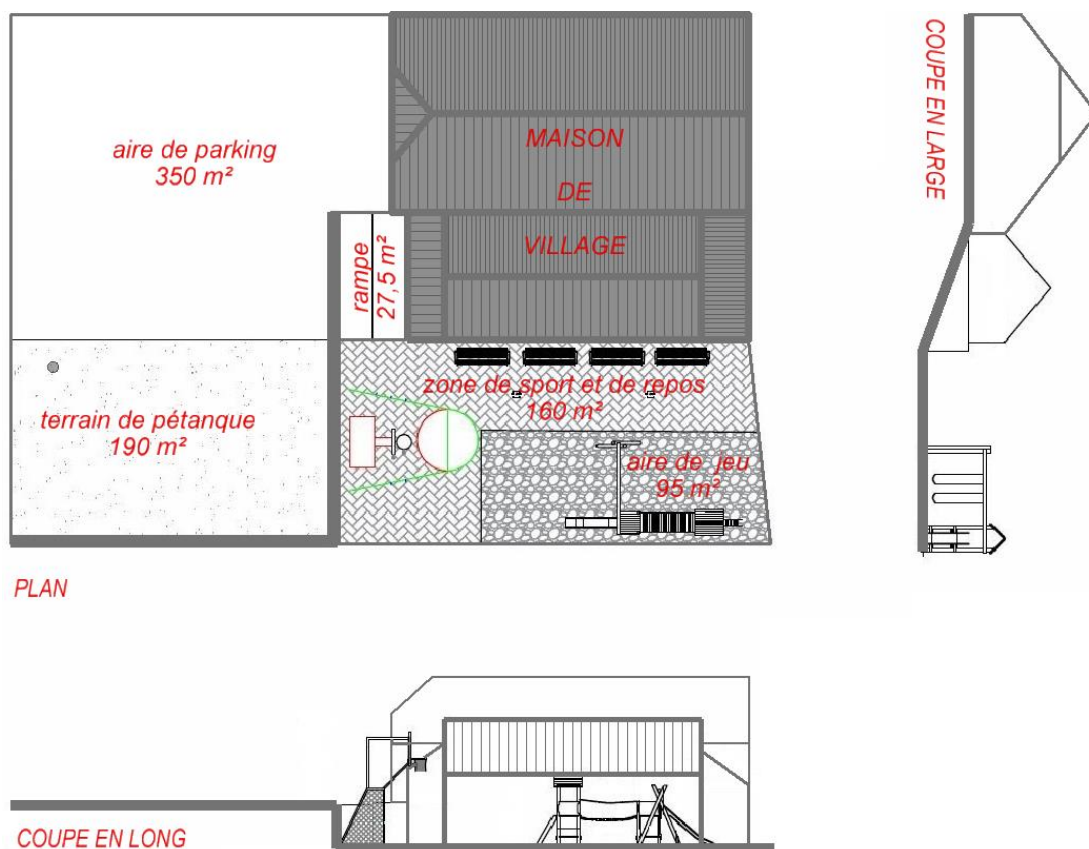 aire de parking
350 m²
MAISON
DE
VILLAGE
rampe
27,5 m²
zone de sport et de repos
160 m²
terrain de pétanque
190 m²
aire de jeu
95 m²
PLAN
COUPE EN LARGE
COUPE EN LONG